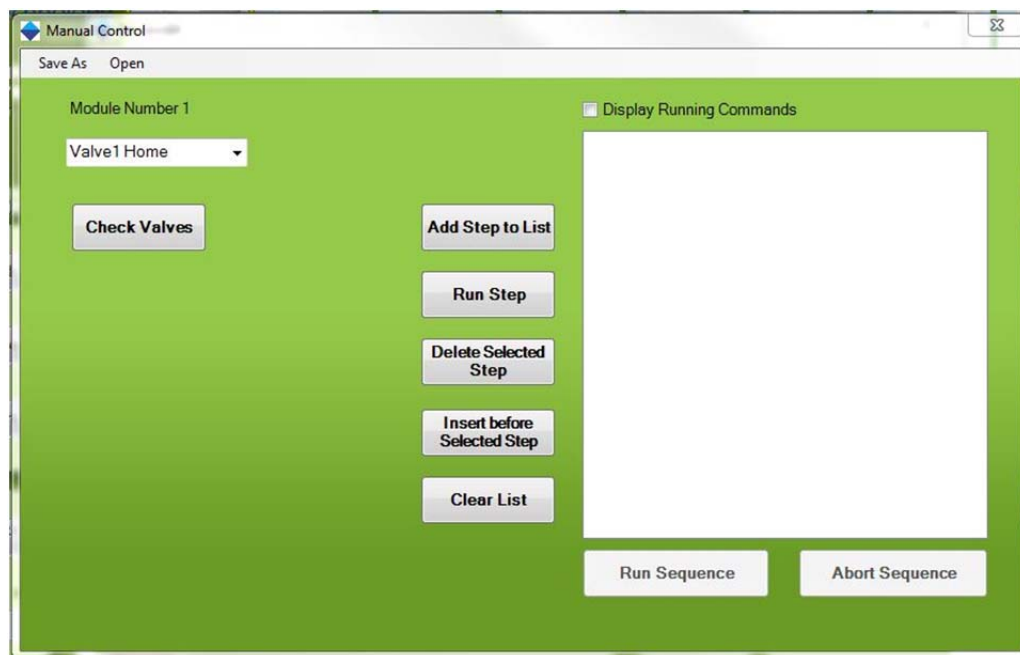 Manual Control
Save As Open
Module Number 1
Valve1 Home
Check Valves
Add Step to List
Run Step
Delete Selected
Step
Insert before
Selected Step
Clear List
Display Running Commands
Run Sequence
Abort Sequence